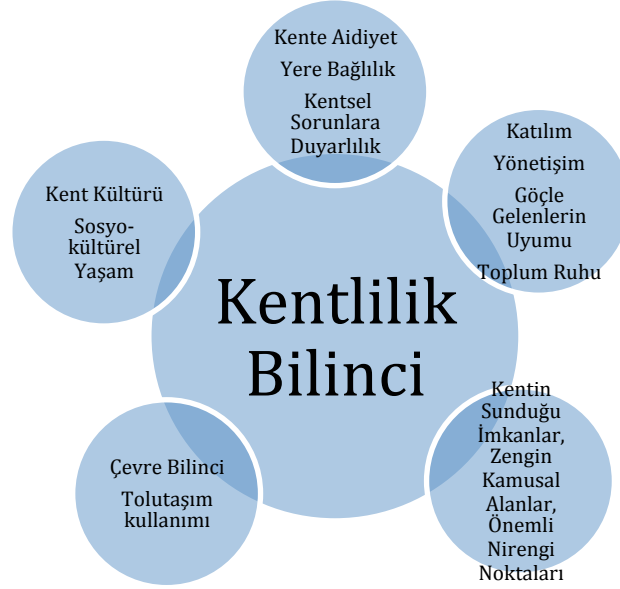 Kente Aidiyet
Yere Bağlılık
Kentsel
Sorunlara
Duyarlılık
Katılım
Yönetişim
Göçle
Gelenlerin
Uyumu
Toplum Ruhu
Kentin
Sunduğu
İmkanlar,
Zengin
Kamusal
Alanlar,
Önemli
Nirengi
Noktaları
Çevre Bilinci
Tolutaşım
kullanımı
Kent Kültürü
Sosyo-
kültürel
Yaşam
Kentlilik
Bilinci